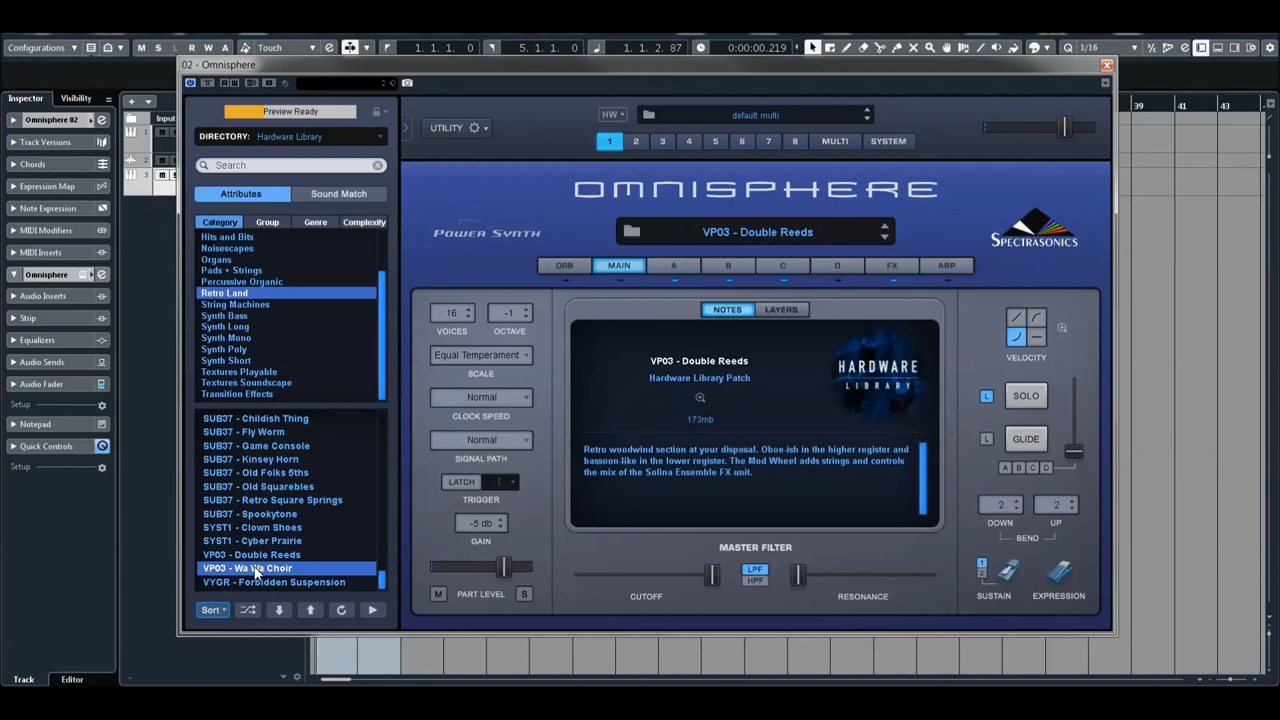 Configurations
M S L R W A
Touch
1. 1. 1. 0
5. 1. 1. 0
1. 1. 2. 87
0:00:00.219
1/16
02 - Omnisphere
Inspector
Visibility
Omnisphere 02
Track Versions
Chords
Expression Map
Note Expression
MIDI Modifiers
MIDI Inserts
Omnisphere
Audio Inserts
Strip
Equalizers
Audio Sends
Audio Fader
Setup
Notepad
Quick Controls
Setup
Track
Editor
Input
1
2
3
39
41
43
Preview Ready
DIRECTORY: Hardware Library
Search
Attributes
Sound Match
Category
Group
Genre
Complexity
Hits and Bits
Noisescapes
Organs
Pads + Strings
Percussive Organic
Retro Land
String Machines
Synth Bass
Synth Long
Synth Mono
Synth Poly
Synth Short
Textures Playable
Textures Soundscape
Transition Effects
SUB37 - Childish Thing
SUB37 - Fly Worm
SUB37 - Game Console
SUB37 - Kinsey Horn
SUB37 - Old Folks 5ths
SUB37 - Old Squarebles
SUB37 - Retro Square Springs
SUB37 - Spookytone
SYST1 - Clown Shoes
SYST1 - Cyber Prairie
VP03 - Double Reeds
VP03 - Wa Wa Choir
VYGR - Forbidden Suspension
Sort
UTILITY
HW
default multi
1 2 3 4 5 6 7 8 MULTI SYSTEM
OMNISPHERE
POWER SYNTH
VP03 - Double Reeds
SPECTRASONICS
ORB MAIN A B C D FX ARP
16
-1
VOICES
OCTAVE
Equal Temperament
SCALE
Normal
CLOCK SPEED
Normal
SIGNAL PATH
LATCH
1
TRIGGER
-5 db
GAIN
M
PART LEVEL
S
NOTES
LAYERS
VP03 - Double Reeds
Hardware Library Patch
173mb
HARDWARE
LIBRARY
Retro woodwind section at your disposal. Oboe-ish in the higher register and
bassoon-like in the lower register. The Mod Wheel adds strings and controls
the mix of the Solina Ensemble FX unit.
MASTER FILTER
LPF
HPF
CUTOFF
RESONANCE
VELOCITY
L
SOLO
L
GLIDE
A B C D
2
2
DOWN
UP
BEND
1
2
SUSTAIN
EXPRESSION